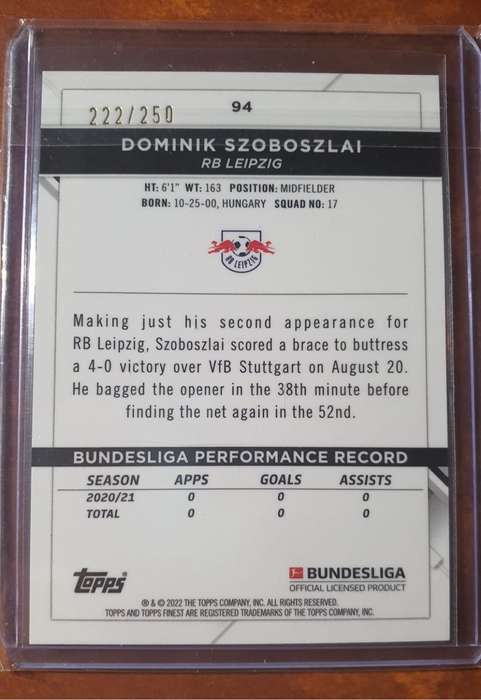 222/250
94
DOMINIK SZOBOSZLAI
RB LEIPZIG
HT: 6'1" WT: 163 POSITION: MIDFIELDER
BORN: 10-25-00, HUNGARY SQUAD NO: 17
RB LEIPZIG
Making just his second appearance for
RB Leipzig, Szoboszlai scored a brace to buttress
a 4-0 victory over VfB Stuttgart on August 20.
He bagged the opener in the 38th minute before
finding the net again in the 52nd.
BUNDESLIGA PERFORMANCE RECORD
SEASON APPS GOALS ASSISTS
2020/21 0 0 0
TOTAL 0 0 0
topps
BUNDESLIGA
OFFICIAL LICENSED PRODUCT
® & © 2022 THE TOPPS COMPANY, INC. ALL RIGHTS RESERVED.
TOPPS AND TOPPS FINEST ARE REGISTERED TRADEMARKS OF THE TOPPS COMPANY, INC.